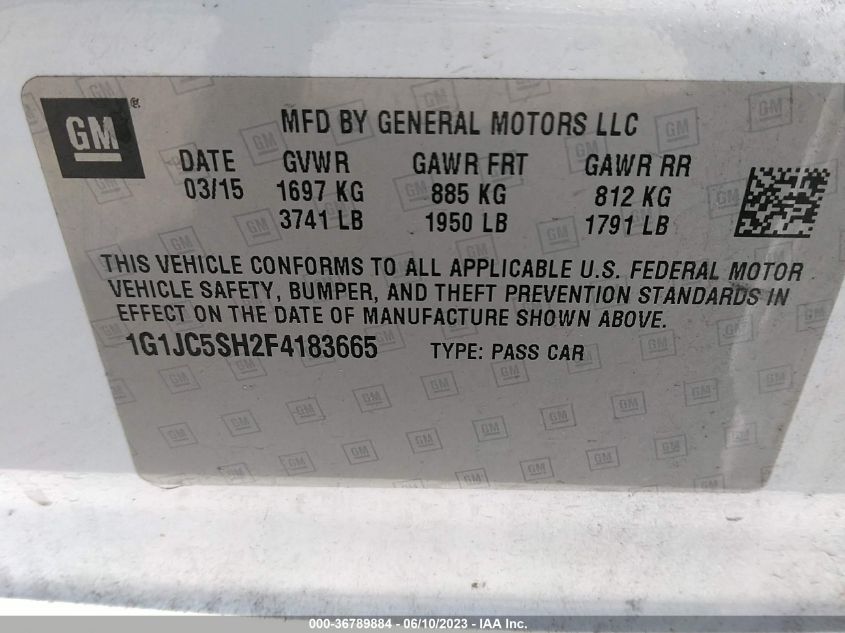 GM ®
MFD BY GENERAL MOTORS LLC
DATE GVWR GAWR FRT GAWR RR
03/15 1697 KG 885 KG 812 KG
3741 LB 1950 LB 1791 LB
THIS VEHICLE CONFORMS TO ALL APPLICABLE U.S. FEDERAL MOTOR
VEHICLE SAFETY, BUMPER, AND THEFT PREVENTION STANDARDS IN
EFFECT ON THE DATE OF MANUFACTURE SHOWN ABOVE.
1G1JC5SH2F4183665 TYPE: PASS CAR
000-36789884 - 06/10/2023 - IAA Inc.